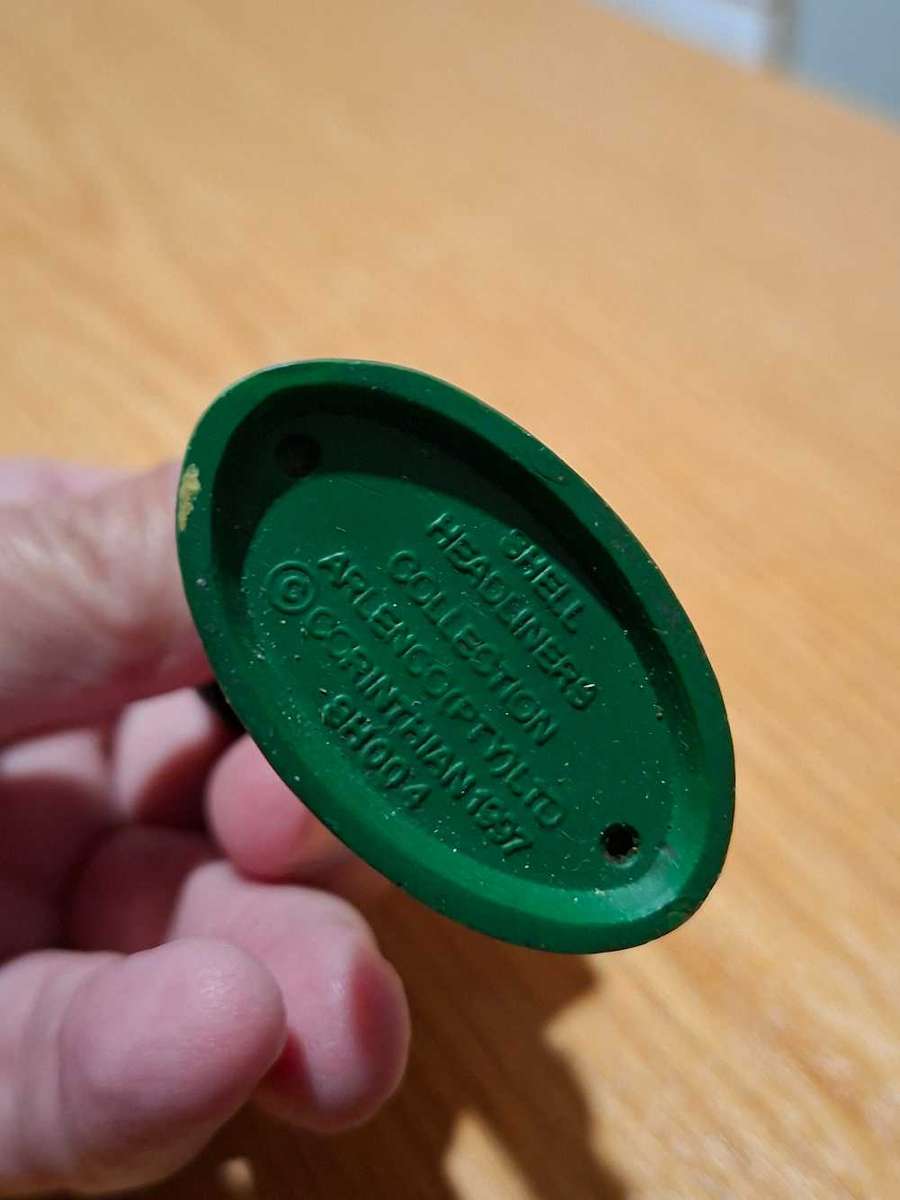 SHELL
HEADLINERS
COLLECTION
ARLENCO (PTY) LTD
© CORINTHIAN 1997
SH004